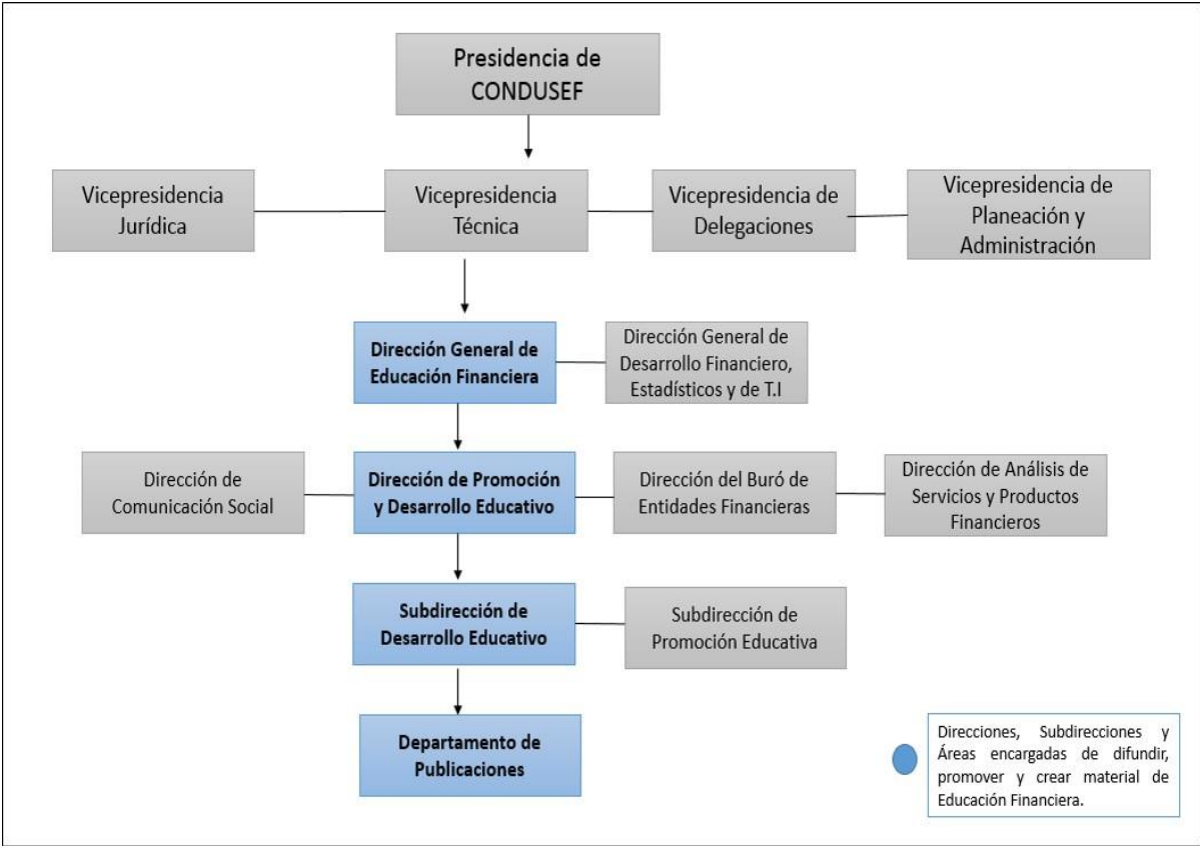 Presidencia de
CONDUSEF
Vicepresidencia
Jurídica
Vicepresidencia
Técnica
Vicepresidencia de
Delegaciones
Vicepresidencia de
Planeación y
Administración
Dirección General de
Educación Financiera
Dirección General de
Desarrollo Financiero,
Estadísticos y de T.I
Dirección de
Comunicación Social
Dirección de Promoción
y Desarrollo Educativo
Dirección del Buró de
Entidades Financieras
Dirección de Análisis de
Servicios y Productos
Financieros
Subdirección de
Desarrollo Educativo
Subdirección de
Promoción Educativa
Departamento de
Publicaciones
Direcciones, Subdirecciones y
Áreas encargadas de difundir,
promover y crear material de
Educación Financiera.